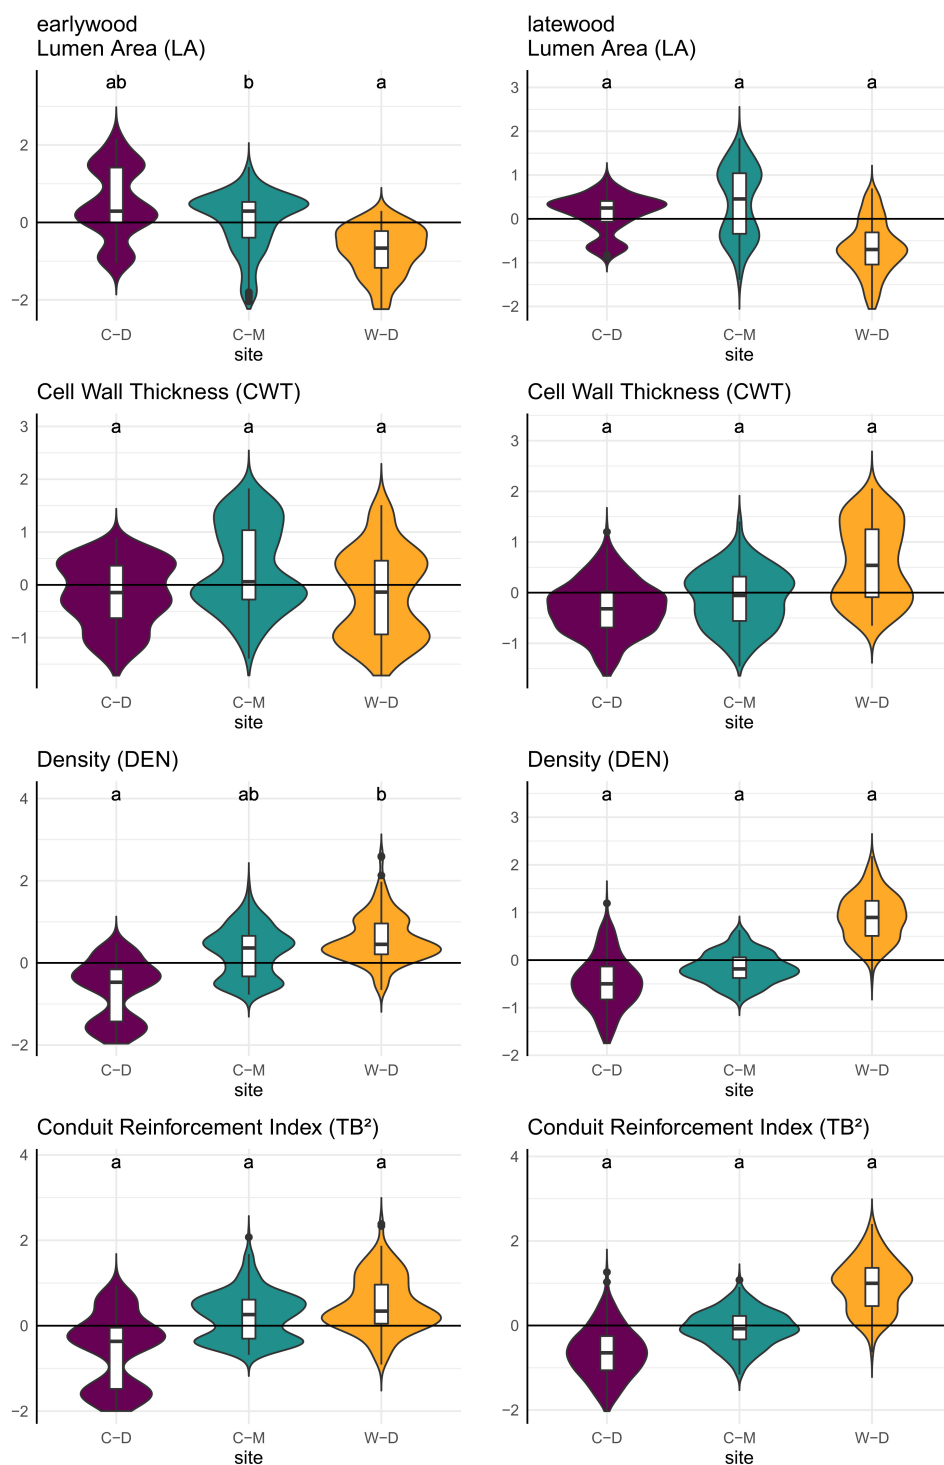 earlywood
Lumen Area (LA)
ab b a
2
0
−2
C−D C−M W−D
site
latewood
Lumen Area (LA)
a a a
3
2
1
0
−1
−2
C−D C−M W−D
site
Cell Wall Thickness (CWT)
a a a
3
2
1
0
−1
C−D C−M W−D
site
Cell Wall Thickness (CWT)
a a a
3
2
1
0
−1
C−D C−M W−D
site
Density (DEN)
a ab b
4
2
0
−2
C−D C−M W−D
site
Density (DEN)
a a a
3
2
1
0
−1
−2
C−D C−M W−D
site
Conduit Reinforcement Index (TB²)
a a a
4
2
0
−2
C−D C−M W−D
site
Conduit Reinforcement Index (TB²)
a a a
4
2
0
−2
C−D C−M W−D
site